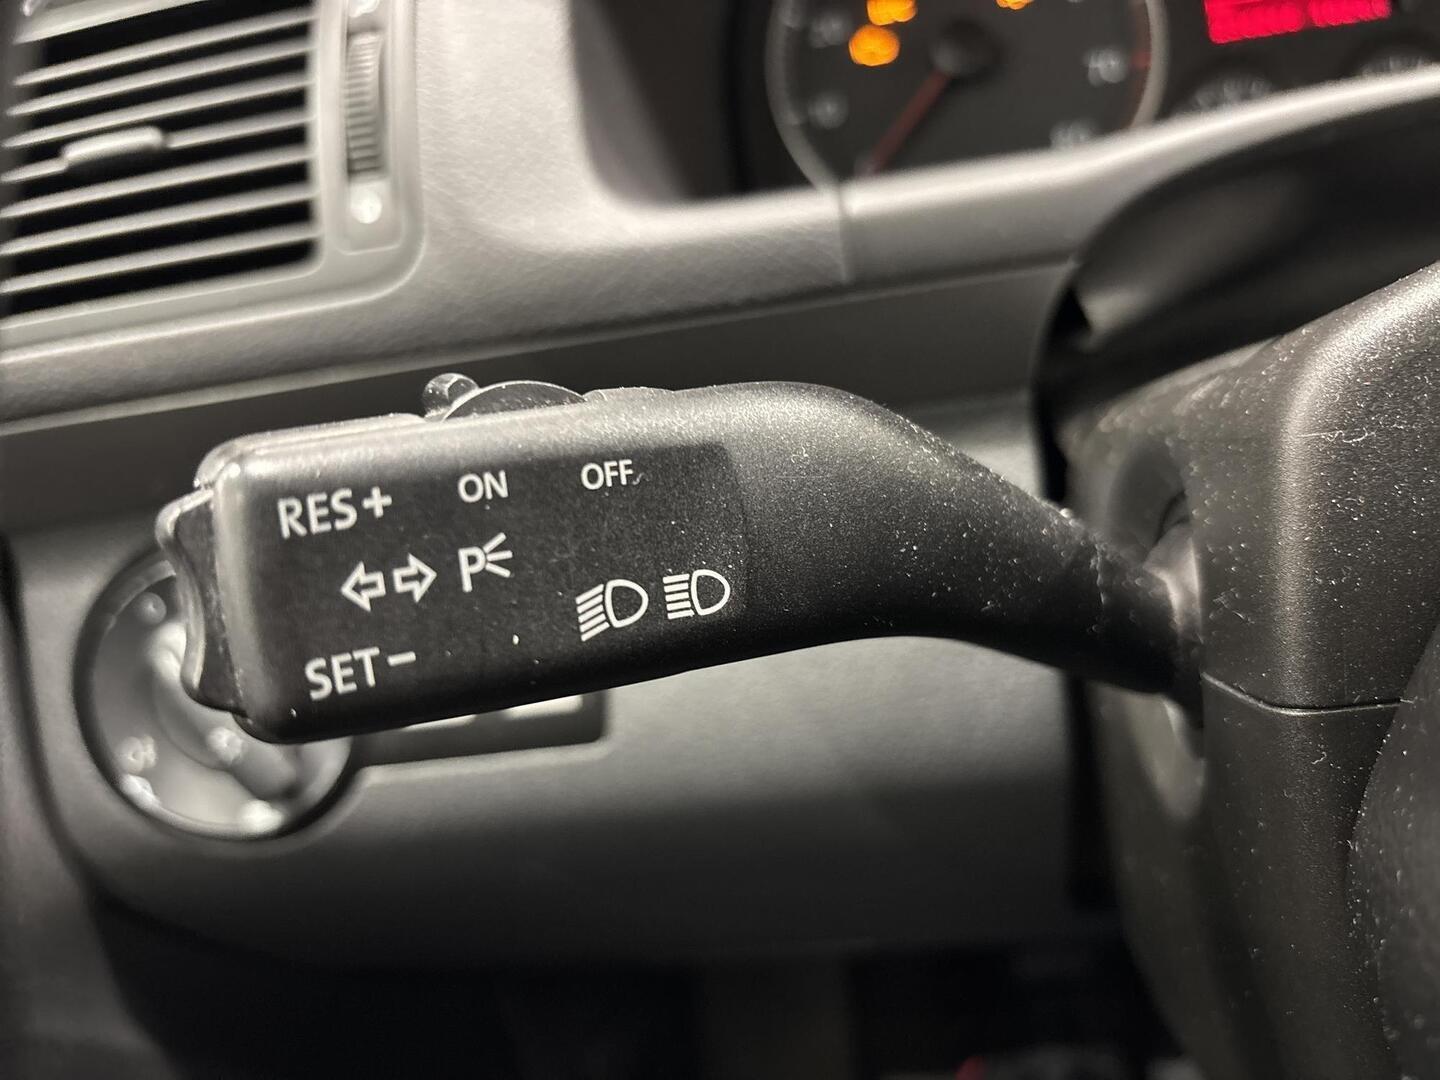 ON OFF
RES+
P
SET-